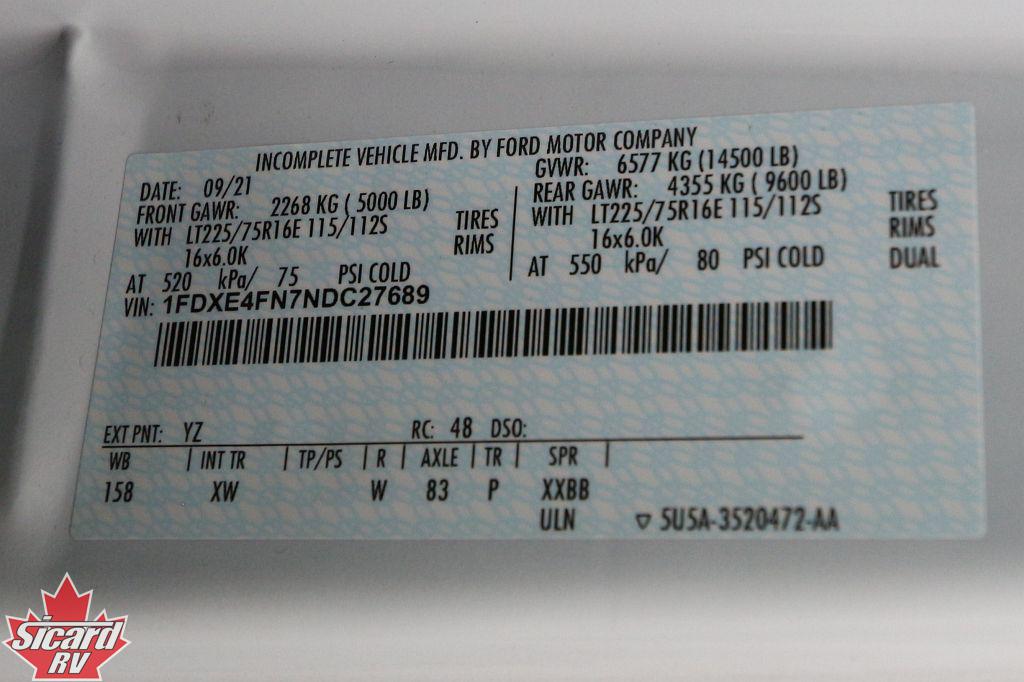 INCOMPLETE VEHICLE MFD. BY FORD MOTOR COMPANY
DATE: 09/21
GVWR: 6577 KG (14500 LB)
FRONT GAWR: 2268 KG ( 5000 LB)
WITH LT225/75R16E 115/112S TIRES
16x6.0K RIMS
AT 520 kPa/ 75 PSI COLD
REAR GAWR: 4355 KG ( 9600 LB)
WITH LT225/75R16E 115/112S TIRES
16x6.0K RIMS
AT 550 kPa/ 80 PSI COLD DUAL
VIN: 1FDXE4FN7NDC27689
EXT PNT: YZ RC: 48 DSO:
WB | INT TR | TP/PS | R | AXLE | TR | SPR |
158 XW W 83 P XXBB
ULN ▽ 5U5A-3520472-AA
Sicard
RV